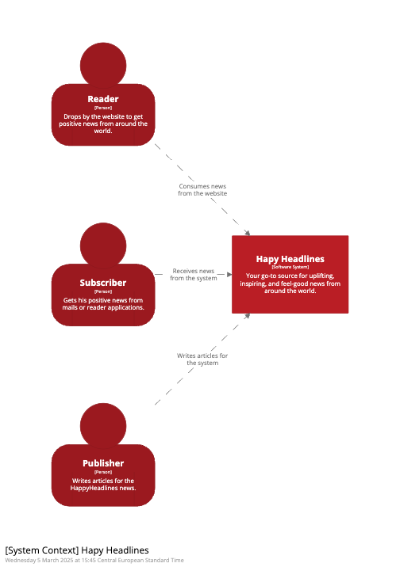 Reader
[Person]
Drops by the website to get
positive news from around the
world.
Consumes news
from the website
Hapy Headlines
[Software System]
Your go-to source for uplifting,
inspiring, and feel-good news from
around the world.
Subscriber
[Person]
Gets his positive news from
mails or reader applications.
Receives news
from the system
Writes articles for
the system
Publisher
[Person]
Writes articles for the
HappyHeadlines news.
[System Context] Hapy Headlines
Wednesday 5 March 2025 at 15:45 Central European Standard Time